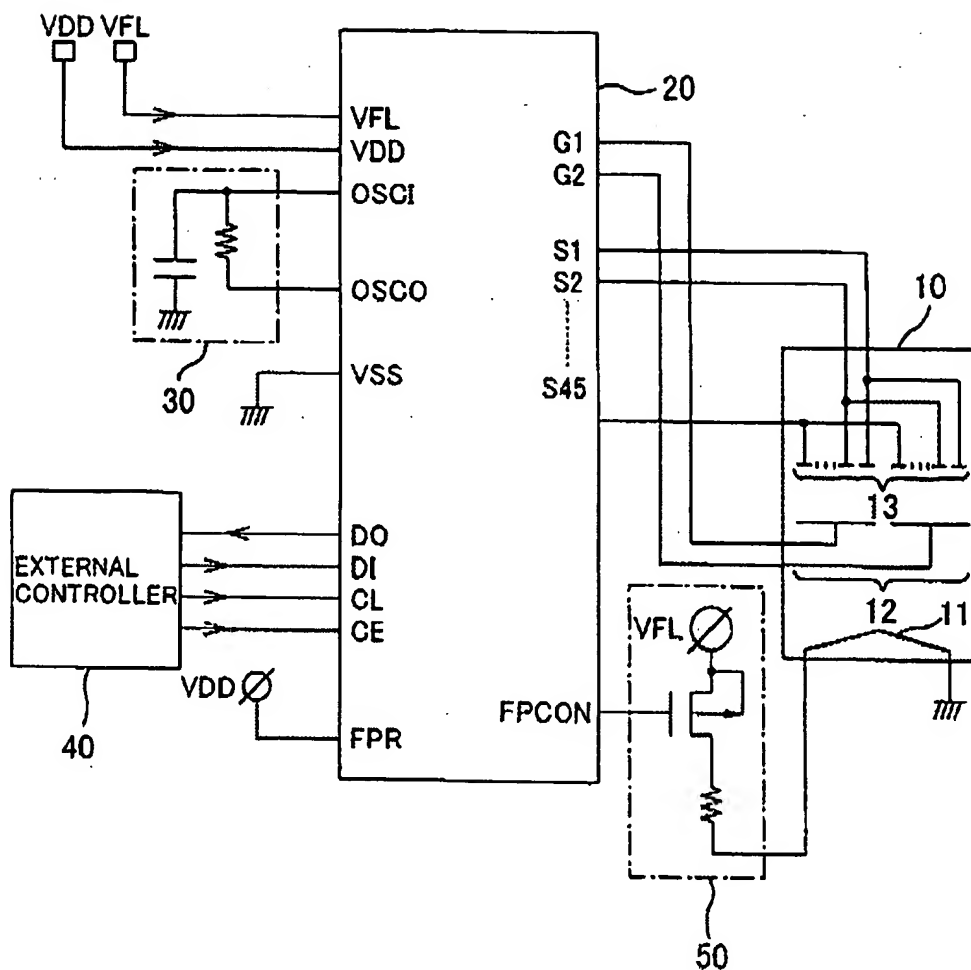 VDD VFL
20
VFL
VDD
G1
G2
OSCI
S1
S2
10
OSCO
30
VSS
S45
13
DO
DI
CL
CE
EXTERNAL
CONTROLLER
12
11
VFL
VDD
40
FPR
FPCON
50